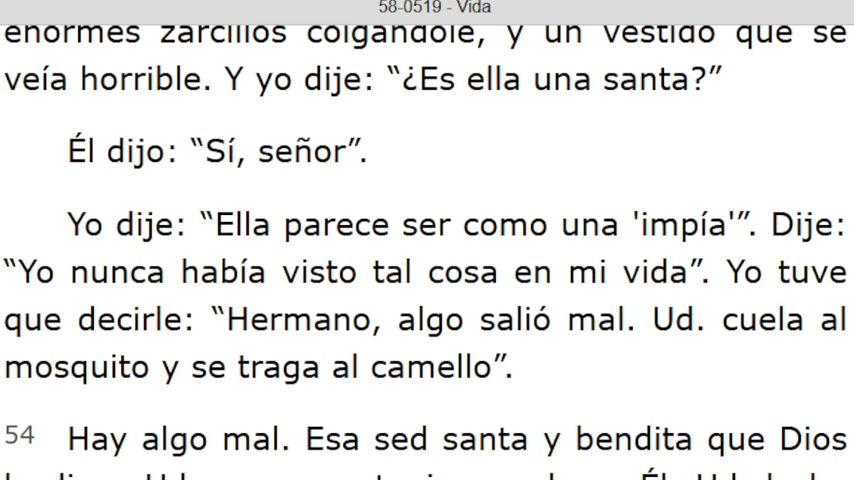 58-0519 - Vida
enormes zarcillos colgándole, y un vestido que se
veía horrible. Y yo dije: “¿Es ella una santa?”
Él dijo: “Sí, señor”.
Yo dije: “Ella parece ser como una 'impía'”. Dije:
“Yo nunca había visto tal cosa en mi vida”. Yo tuve
que decirle: “Hermano, algo salió mal. Ud. cuela al
mosquito y se traga al camello”.
54 Hay algo mal. Esa sed santa y bendita que Dios